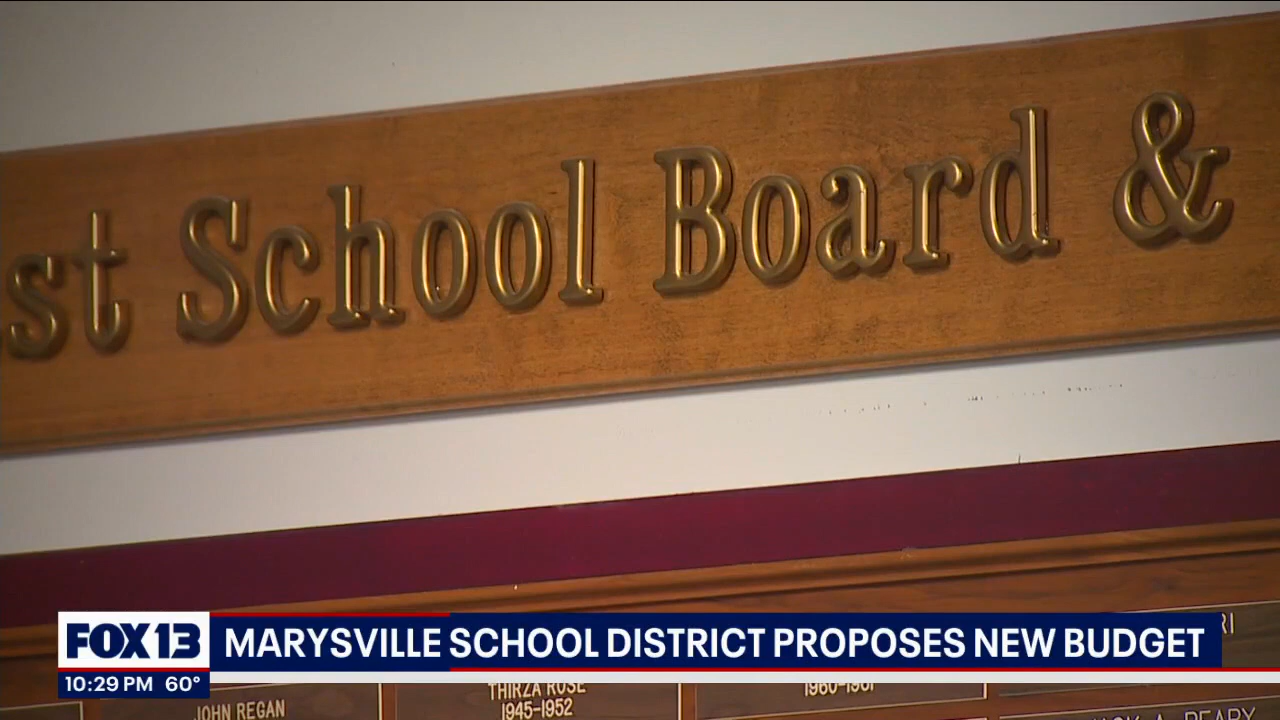 st School Board &
FOX 13
MARYSVILLE SCHOOL DISTRICT PROPOSES NEW BUDGET
10:29 PM 60°
JOHN REGAN
THIRZA ROSE
1945-1952
1960-1961